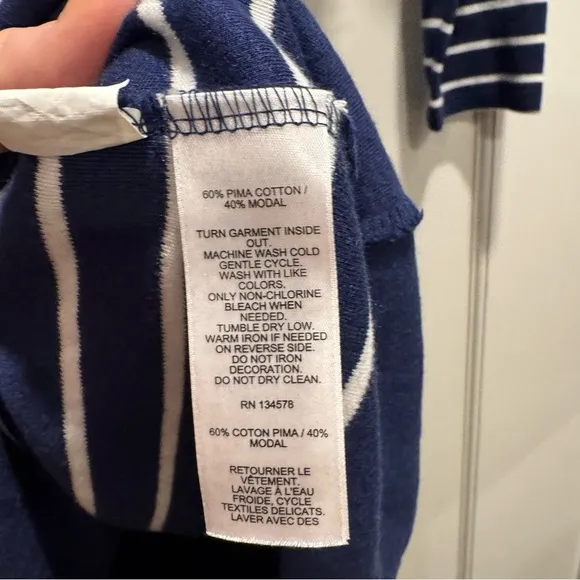 60% PIMA COTTON /
40% MODAL
TURN GARMENT INSIDE
OUT.
MACHINE WASH COLD
GENTLE CYCLE.
WASH WITH LIKE
COLORS.
ONLY NON-CHLORINE
BLEACH WHEN
NEEDED.
TUMBLE DRY LOW.
WARM IRON IF NEEDED
ON REVERSE SIDE.
DO NOT IRON
DECORATION.
DO NOT DRY CLEAN.
RN 134578
60% COTON PIMA / 40%
MODAL
RETOURNER LE
VÊTEMENT.
LAVAGE À L'EAU
FROIDE, CYCLE
TEXTILES DELICATS.
LAVER AVEC DES